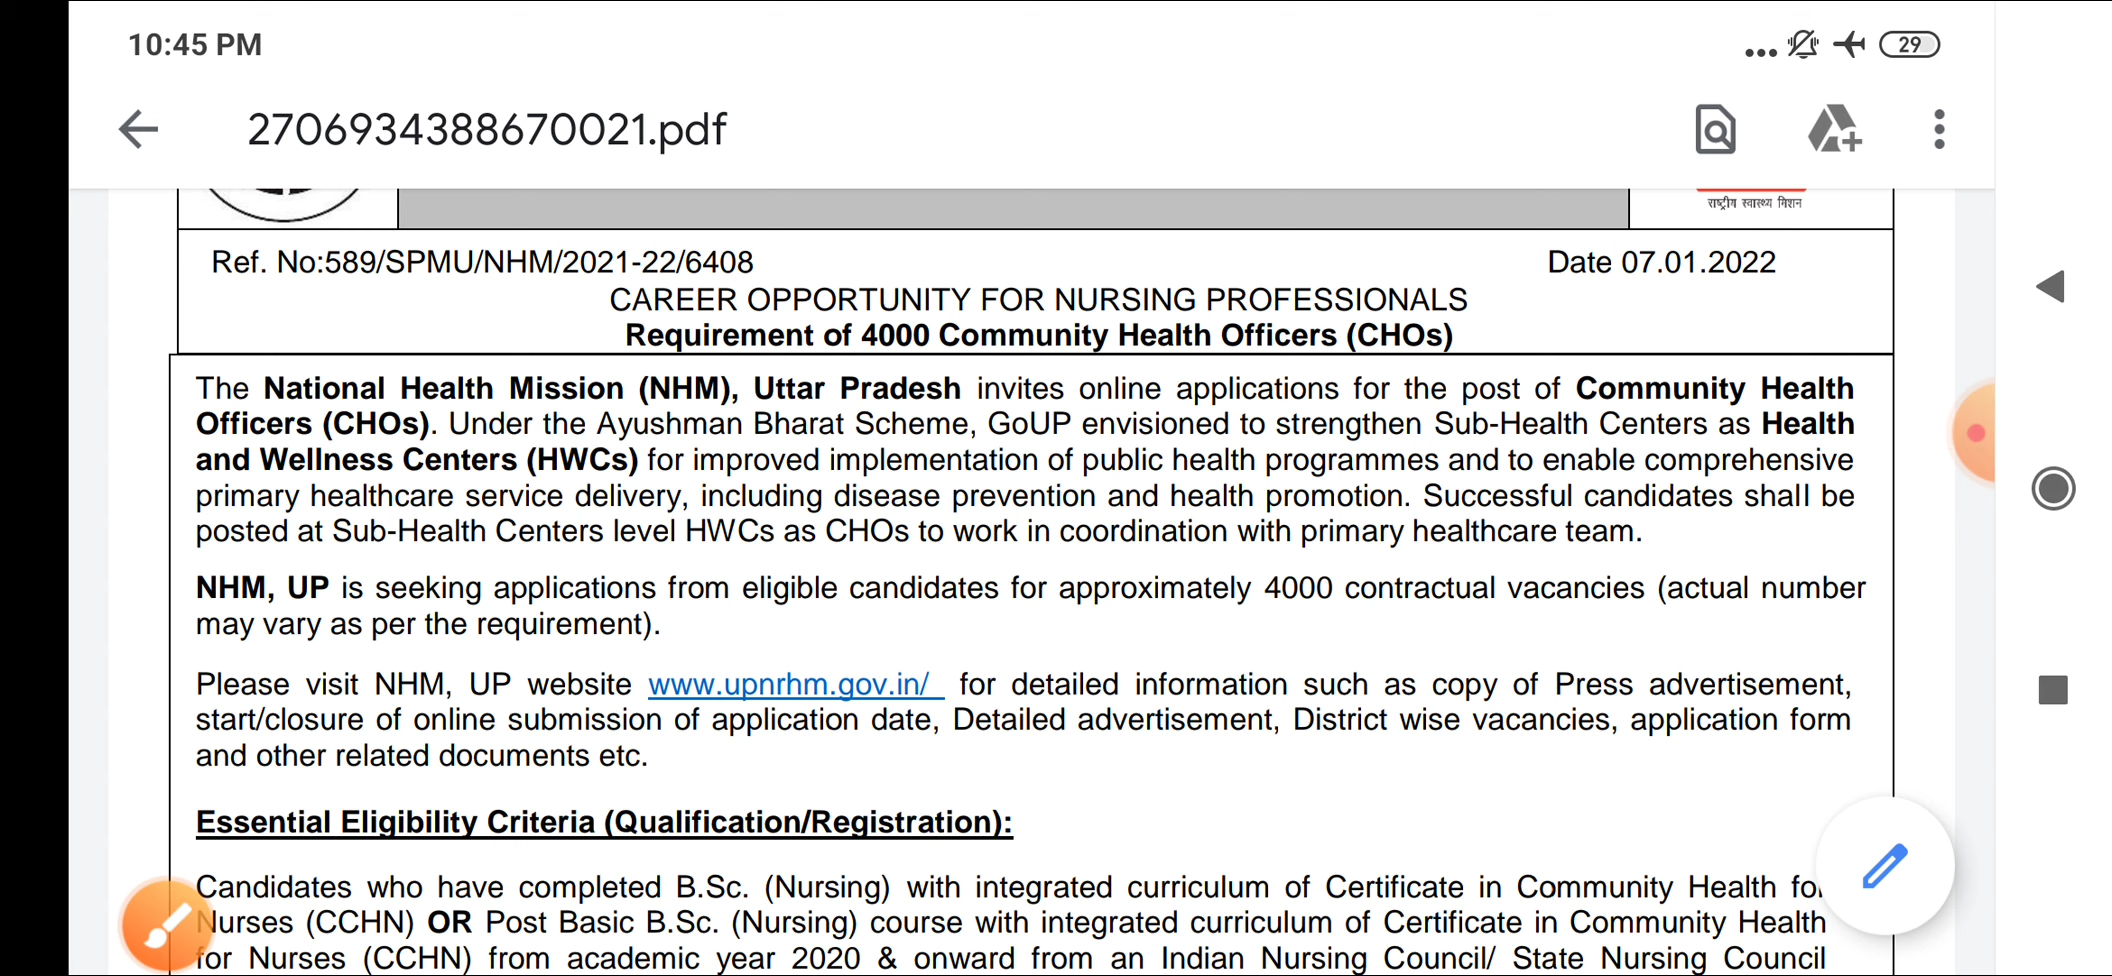 10:45 PM
29
2706934388670021.pdf
राष्ट्रीय स्वास्थ्य मिशन
Ref. No:589/SPMU/NHM/2021-22/6408 Date 07.01.2022
CAREER OPPORTUNITY FOR NURSING PROFESSIONALS
Requirement of 4000 Community Health Officers (CHOs)
The National Health Mission (NHM), Uttar Pradesh invites online applications for the post of Community Health
Officers (CHOs). Under the Ayushman Bharat Scheme, GoUP envisioned to strengthen Sub-Health Centers as Health
and Wellness Centers (HWCs) for improved implementation of public health programmes and to enable comprehensive
primary healthcare service delivery, including disease prevention and health promotion. Successful candidates shall be
posted at Sub-Health Centers level HWCs as CHOs to work in coordination with primary healthcare team.
NHM, UP is seeking applications from eligible candidates for approximately 4000 contractual vacancies (actual number
may vary as per the requirement).
Please visit NHM, UP website www.upnrhm.gov.in/ for detailed information such as copy of Press advertisement,
start/closure of online submission of application date, Detailed advertisement, District wise vacancies, application form
and other related documents etc.
Essential Eligibility Criteria (Qualification/Registration):
Candidates who have completed B.Sc. (Nursing) with integrated curriculum of Certificate in Community Health for
Nurses (CCHN) OR Post Basic B.Sc. (Nursing) course with integrated curriculum of Certificate in Community Health
for Nurses (CCHN) from academic year 2020 & onward from an Indian Nursing Council/ State Nursing Council